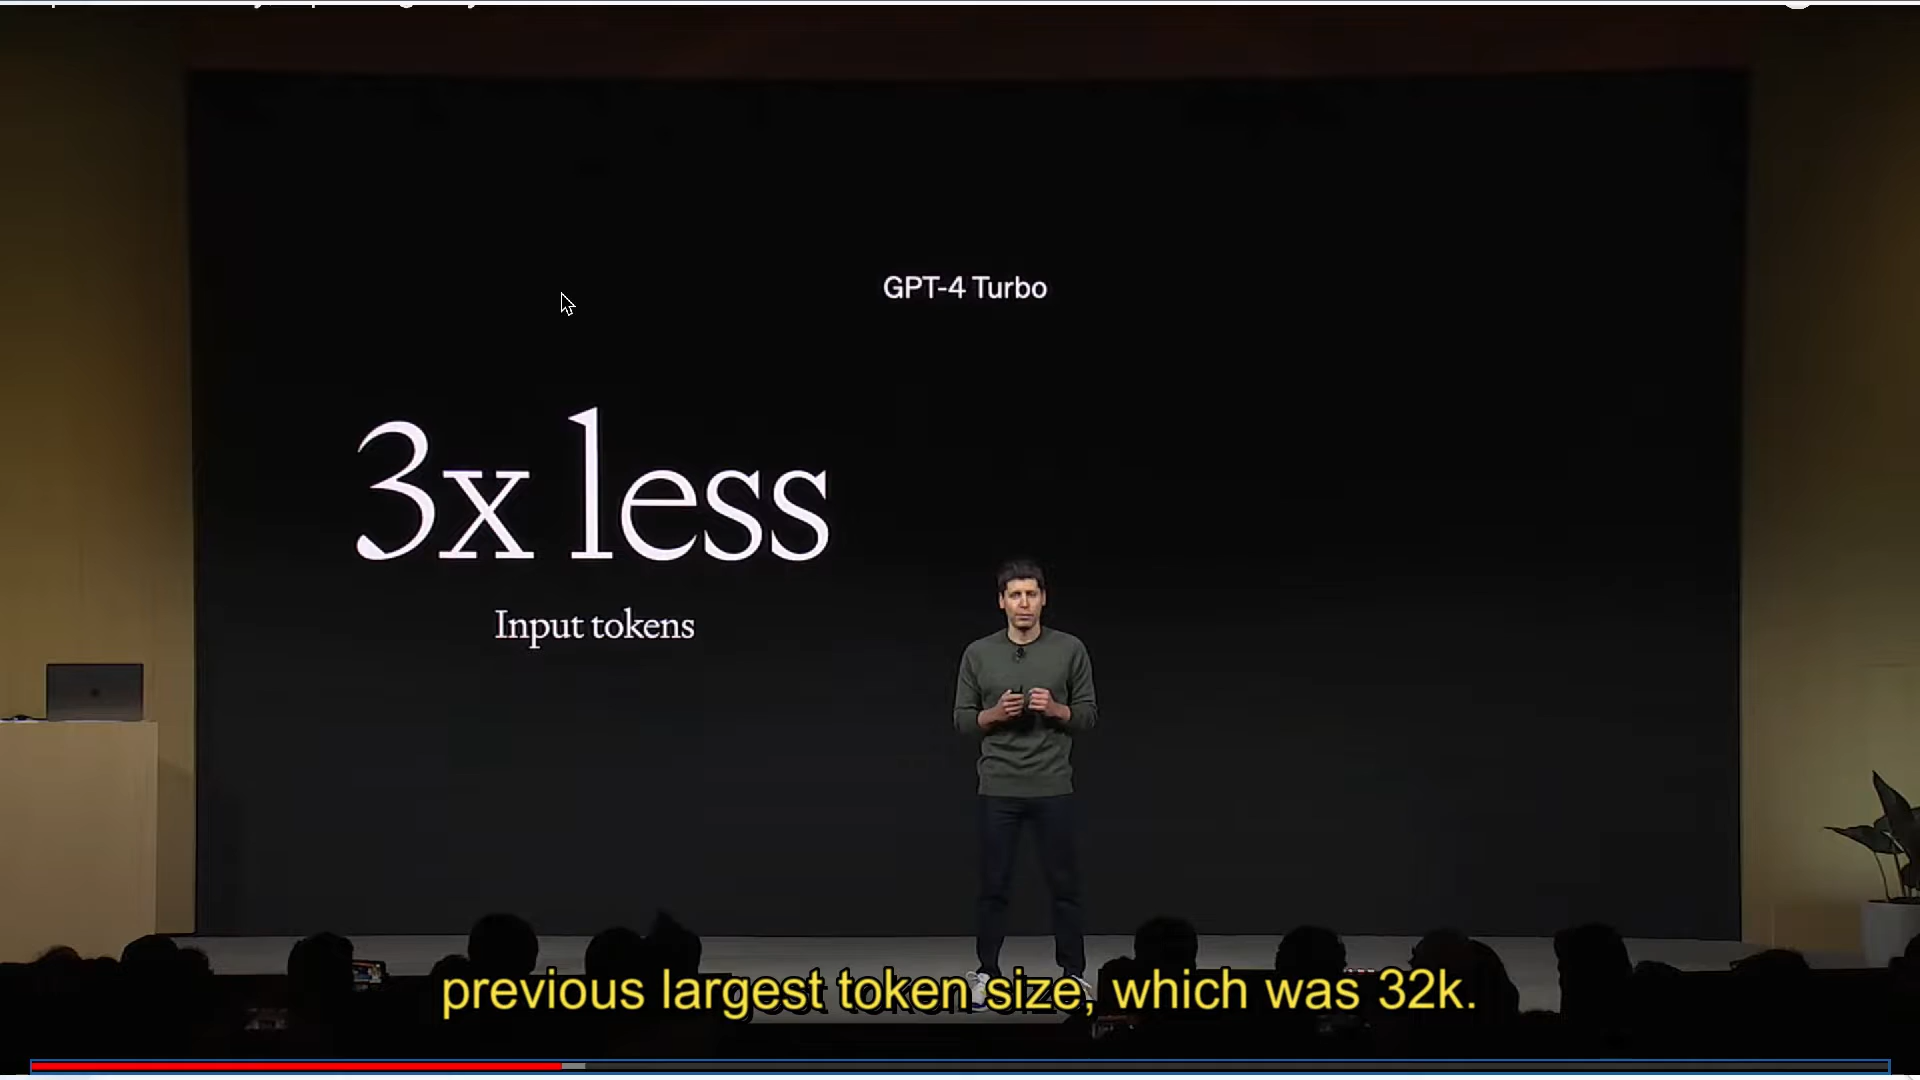 GPT-4 Turbo
3x less
Input tokens
previous largest token size, which was 32k.